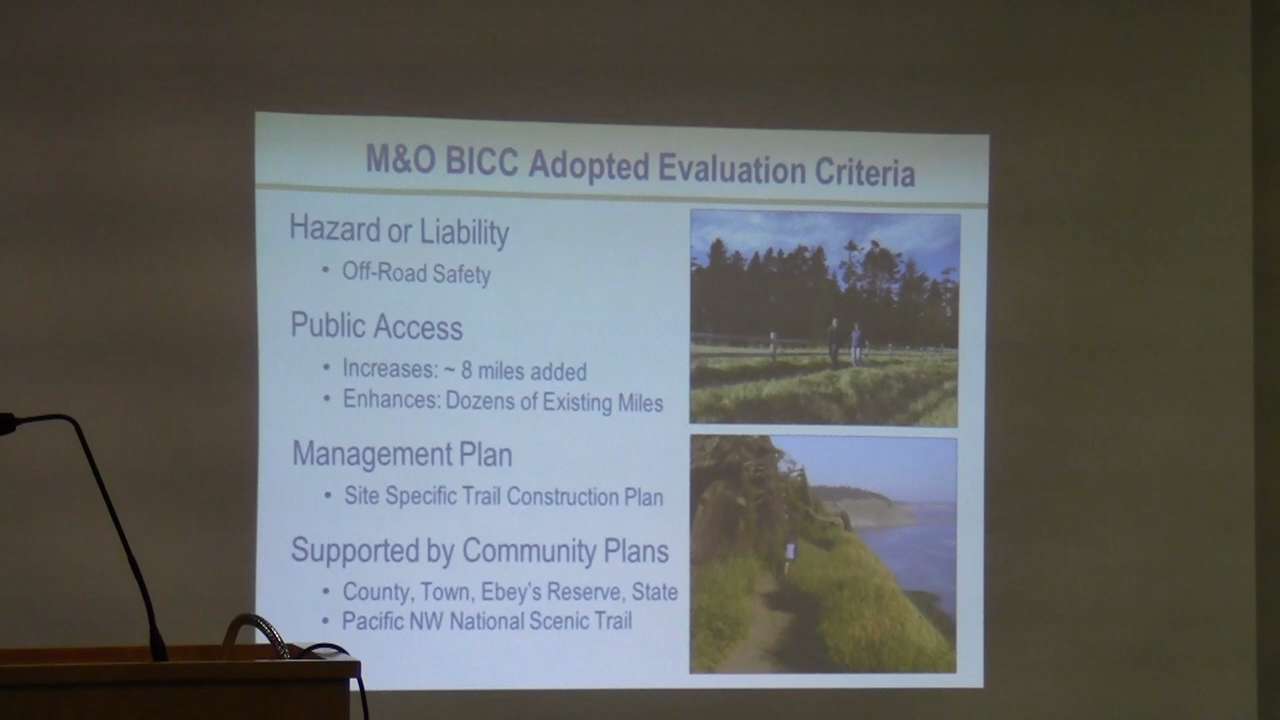 M&O BICC Adopted Evaluation Criteria
Hazard or Liability
• Off-Road Safety
Public Access
• Increases: ~ 8 miles added
• Enhances: Dozens of Existing Miles
Management Plan
• Site Specific Trail Construction Plan
Supported by Community Plans
• County, Town, Ebey's Reserve, State
• Pacific NW National Scenic Trail